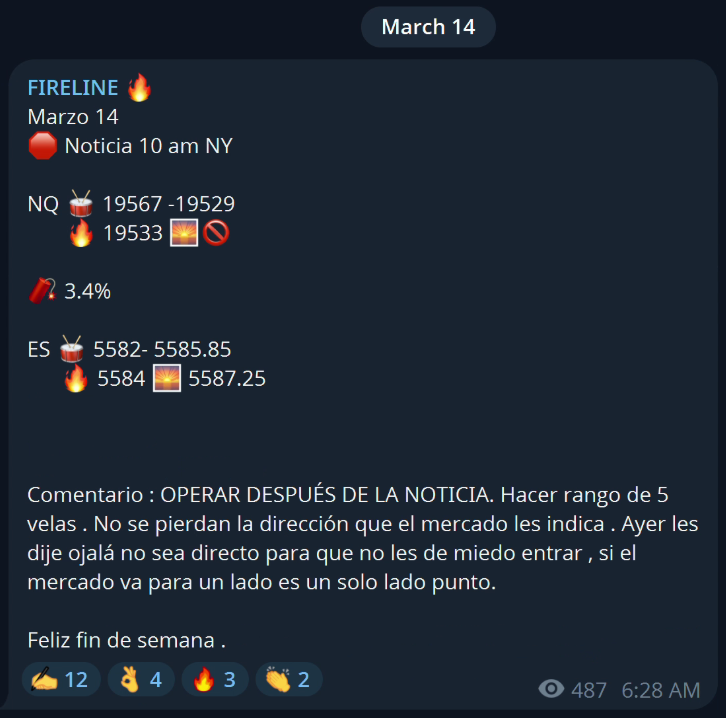 March 14
FIRELINE 🔥
Marzo 14
🛑 Noticia 10 am NY
NQ 🥁 19567 -19529
🔥 19533 🌅🚫
🧨 3.4%
ES 🥁 5582- 5585.85
🔥 5584 🌅 5587.25
Comentario : OPERAR DESPUÉS DE LA NOTICIA. Hacer rango de 5
velas . No se pierdan la dirección que el mercado les indica . Ayer les
dije ojalá no sea directo para que no les de miedo entrar , si el
mercado va para un lado es un solo lado punto.
Feliz fin de semana .
✍️ 12 👌 4 🔥 3 👏 2
487 6:28 AM